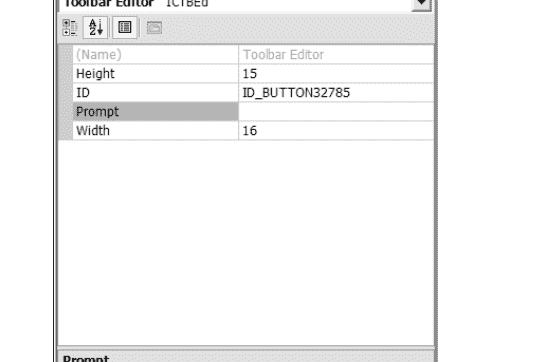 Toolbar Editor ICTBEd
(Name) Toolbar Editor
Height 15
ID ID_BUTTON32785
Prompt
Width 16
Prompt